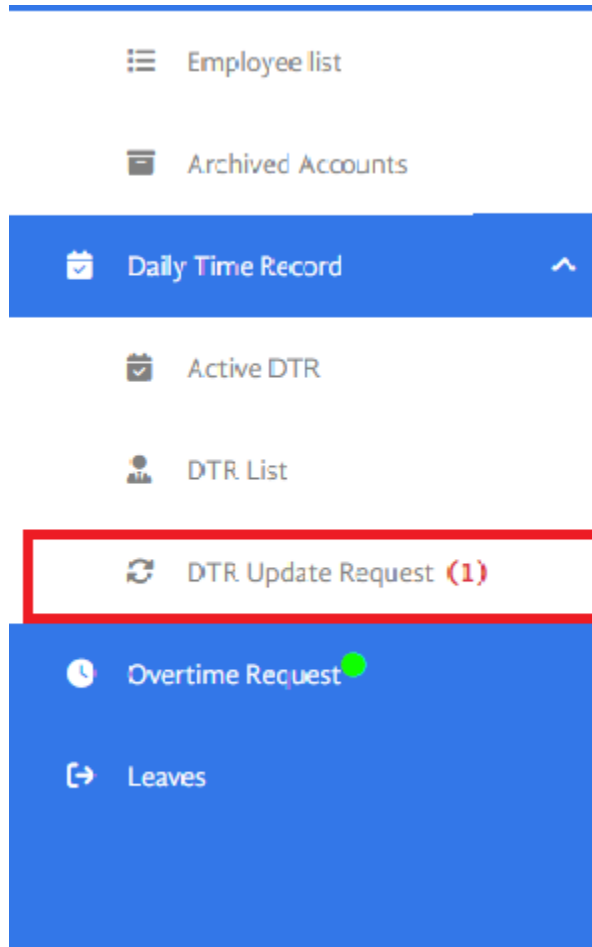 Employee list
Archived Accounts
Daily Time Record
Active DTR
DTR List
DTR Update Request (1)
Overtime Request
Leaves